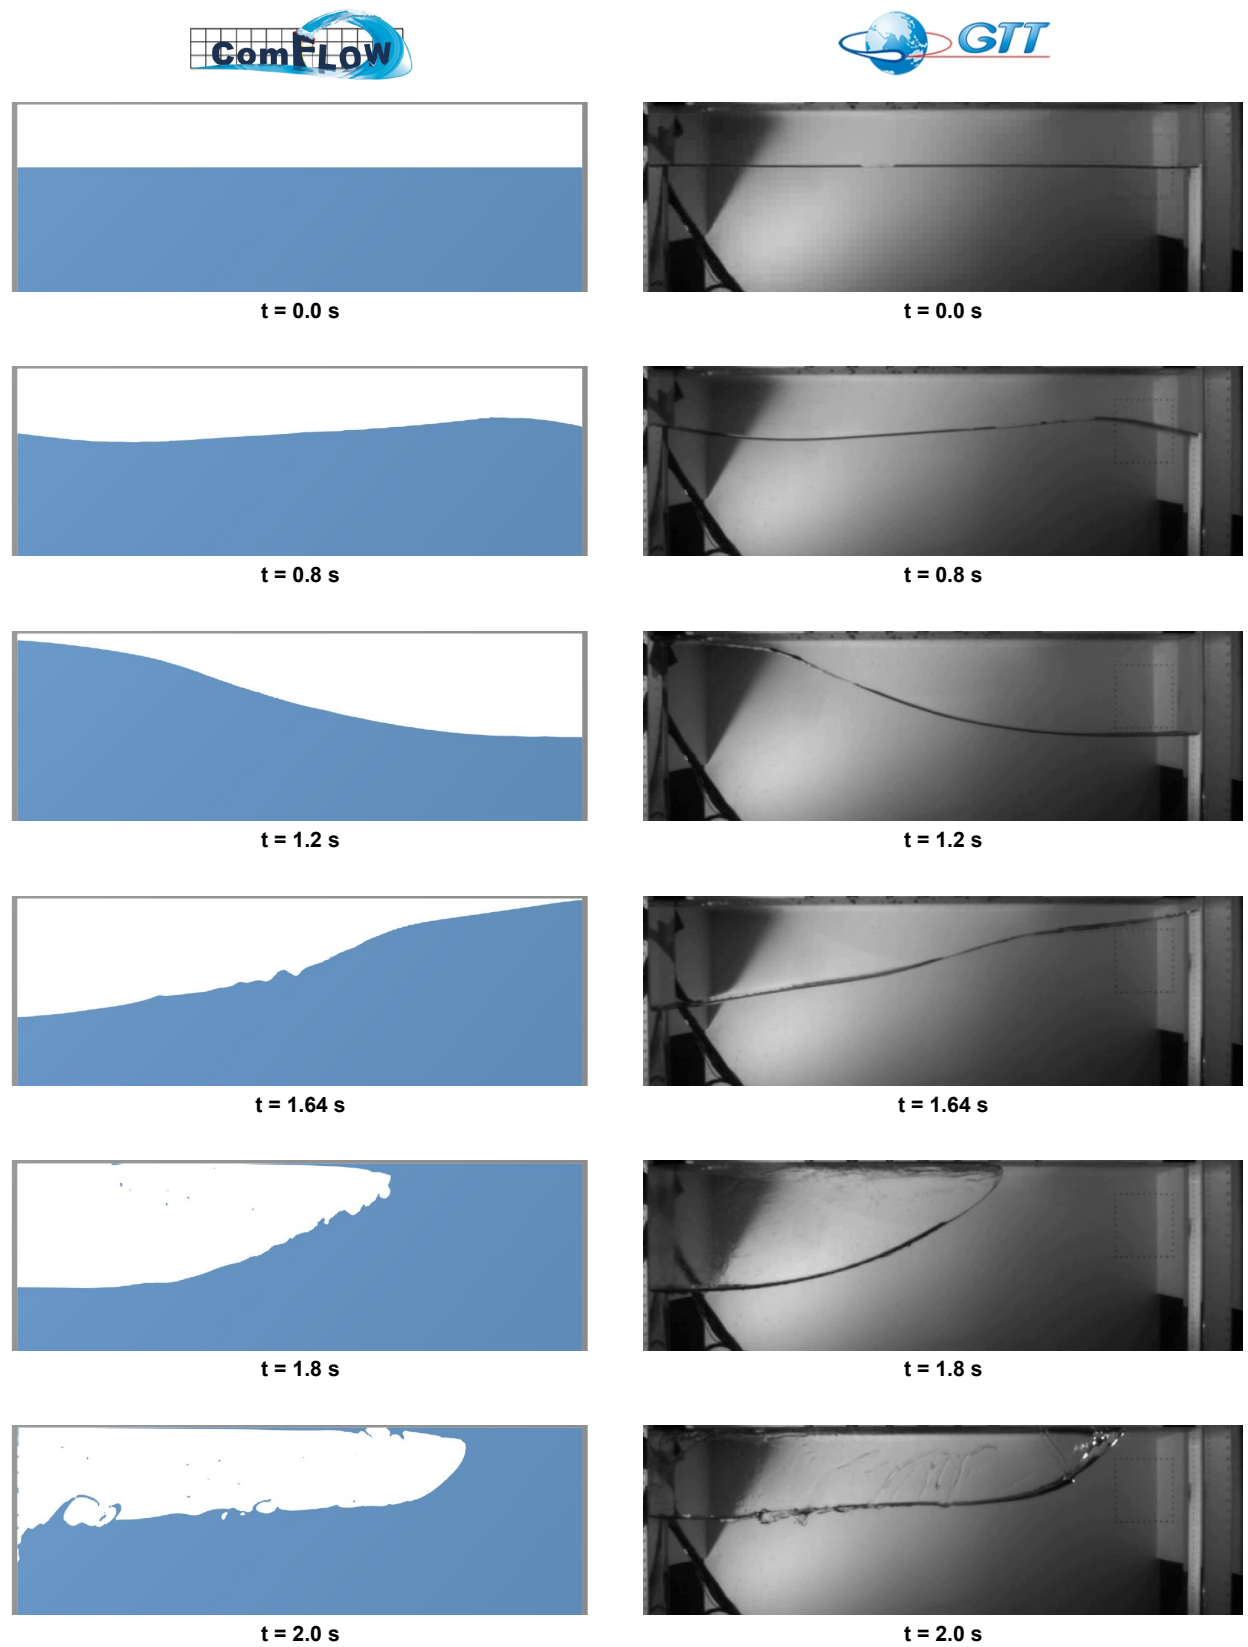 ComFLOW GTT
t = 0.0 s t = 0.0 s
t = 0.8 s t = 0.8 s
t = 1.2 s t = 1.2 s
t = 1.64 s t = 1.64 s
t = 1.8 s t = 1.8 s
t = 2.0 s t = 2.0 s